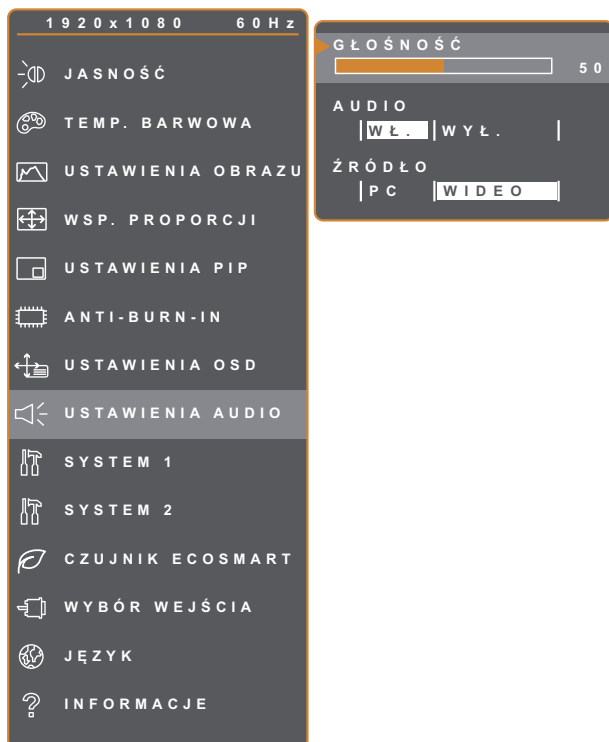 1920x1080 60Hz
JASNOŚĆ
TEMP. BARWOWA
USTAWIENIA OBRAZU
WSP. PROPORCJI
USTAWIENIA PIP
ANTI-BURN-IN
USTAWIENIA OSD
USTAWIENIA AUDIO
SYSTEM 1
SYSTEM 2
CZUJNIK ECOSMART
WYBÓR WEJŚCIA
JĘZYK
INFORMACJE
GŁOŚNOŚĆ
50
AUDIO
WŁ. WYŁ.
ŹRÓDŁO
PC WIDEO